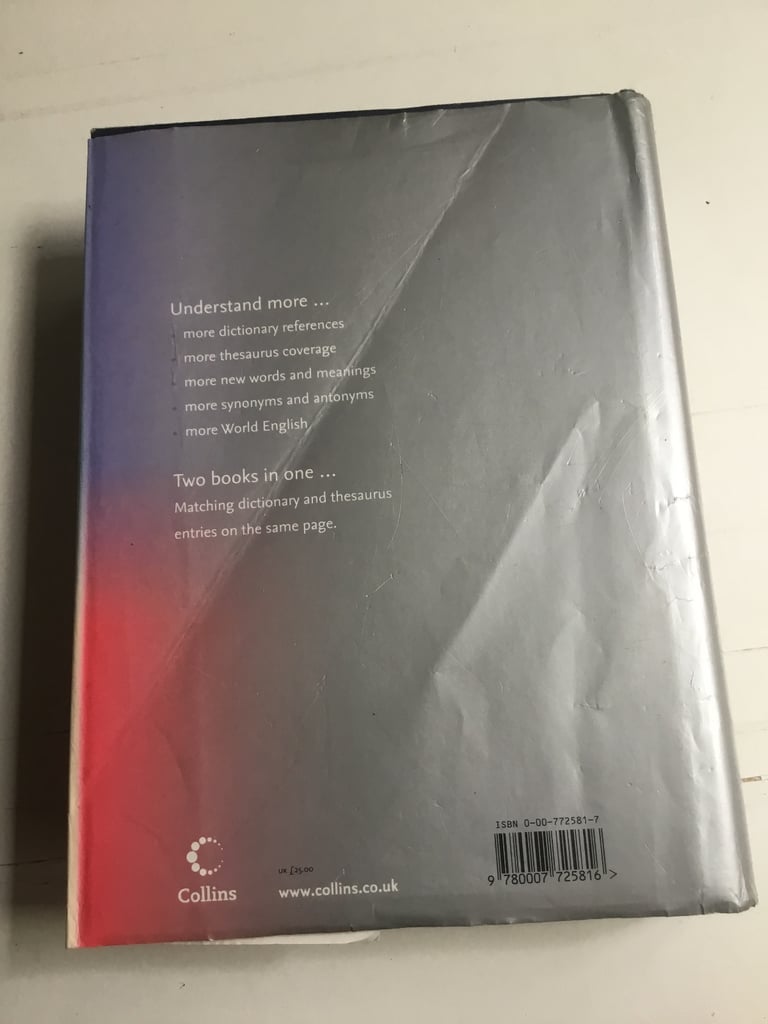 Understand more ...
more dictionary references
more thesaurus coverage
more new words and meanings
more synonyms and antonyms
more World English
Two books in one ...
Matching dictionary and thesaurus
entries on the same page.
Collins
UK £25.00
www.collins.co.uk
ISBN 0-00-772581-7
9 780007 725816 >